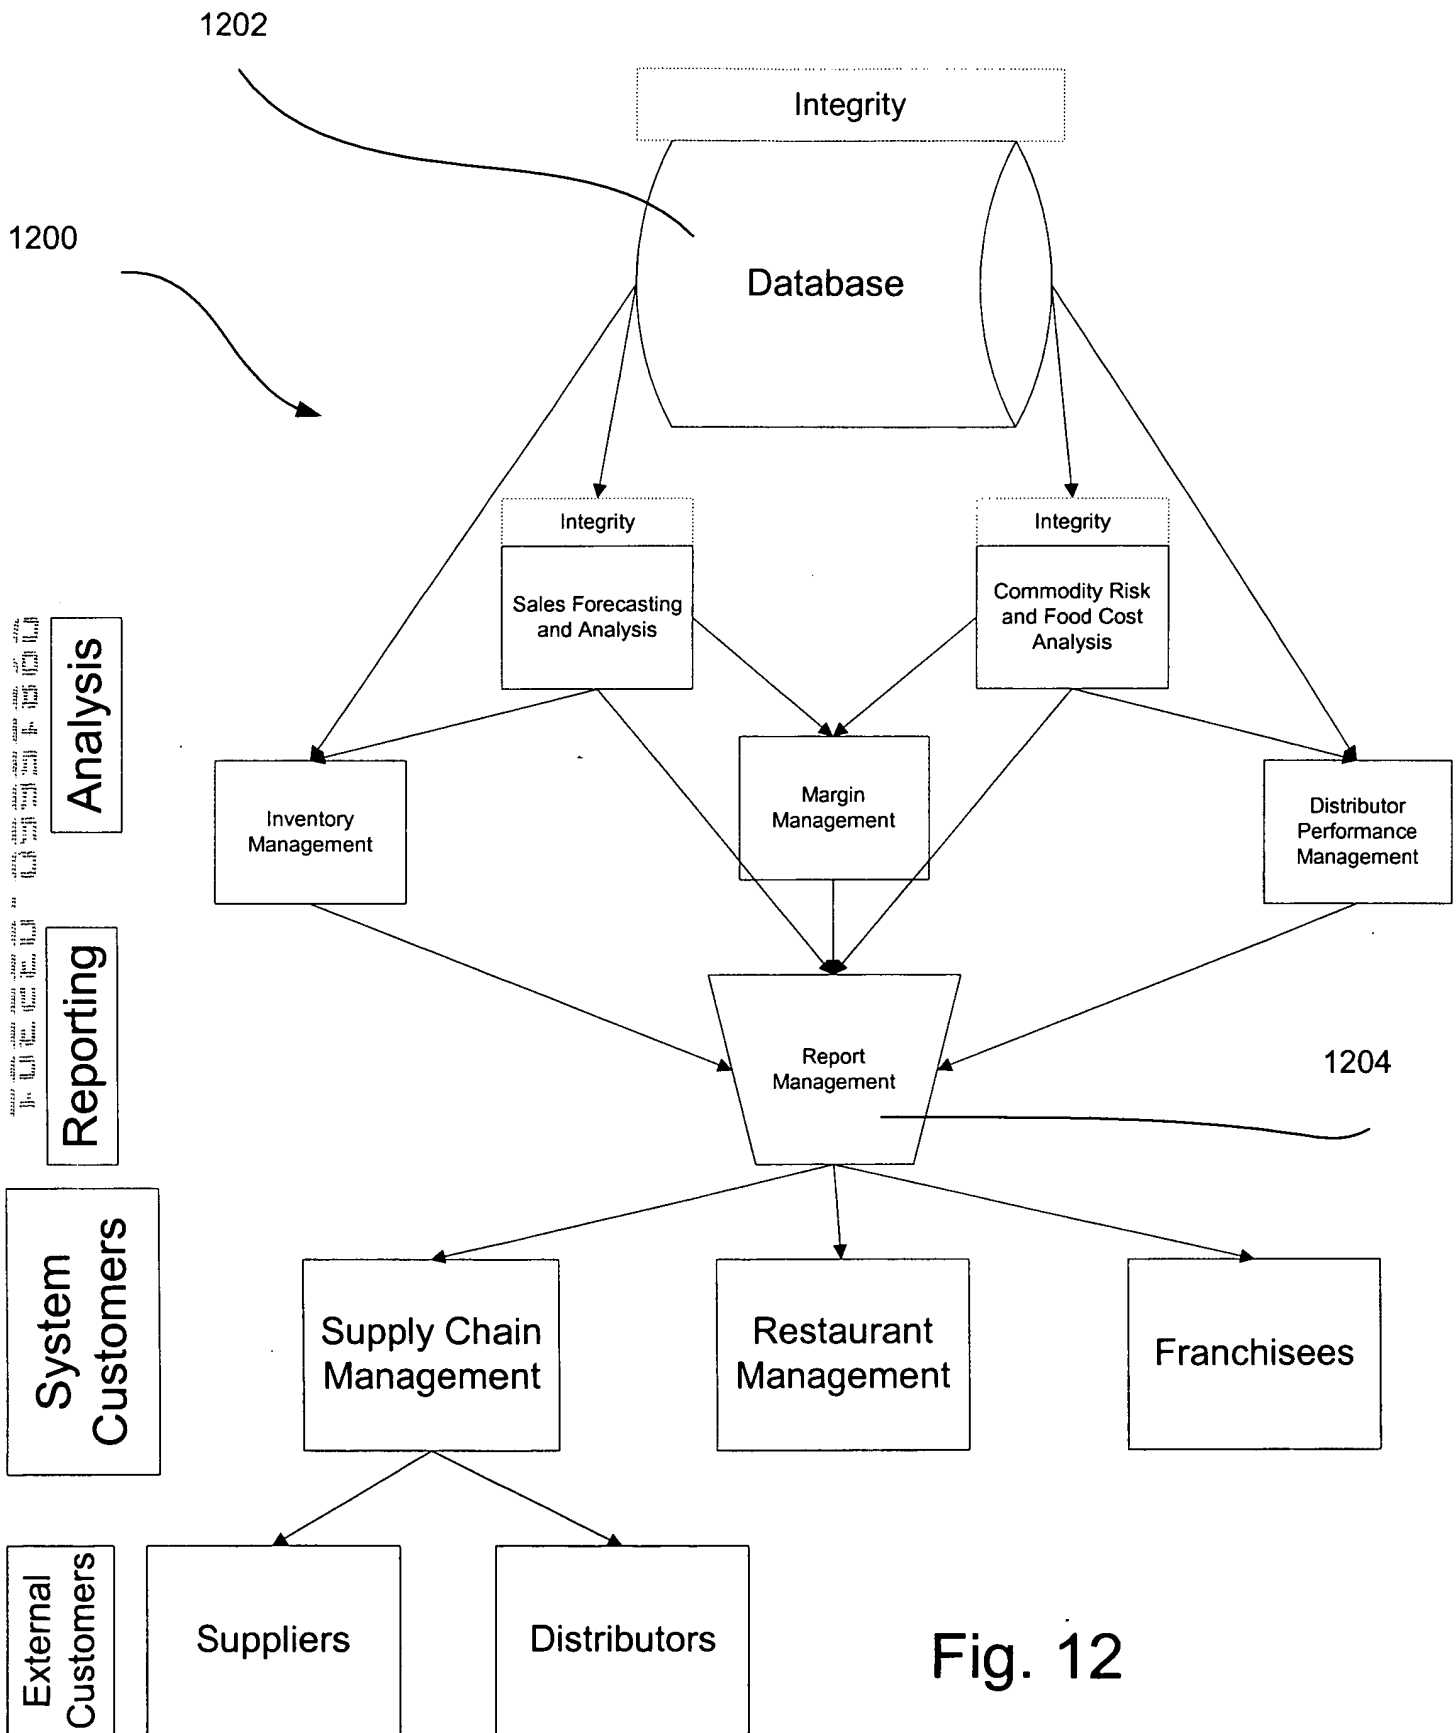 1202
Integrity
1200
Database
Integrity
Integrity
Sales Forecasting
and Analysis
Commodity Risk
and Food Cost
Analysis
Analysis
Inventory
Management
Margin
Management
Distributor
Performance
Management
Reporting
Report
Management
1204
System
Customers
Supply Chain
Management
Restaurant
Management
Franchisees
External
Customers
Suppliers
Distributors
Fig. 12